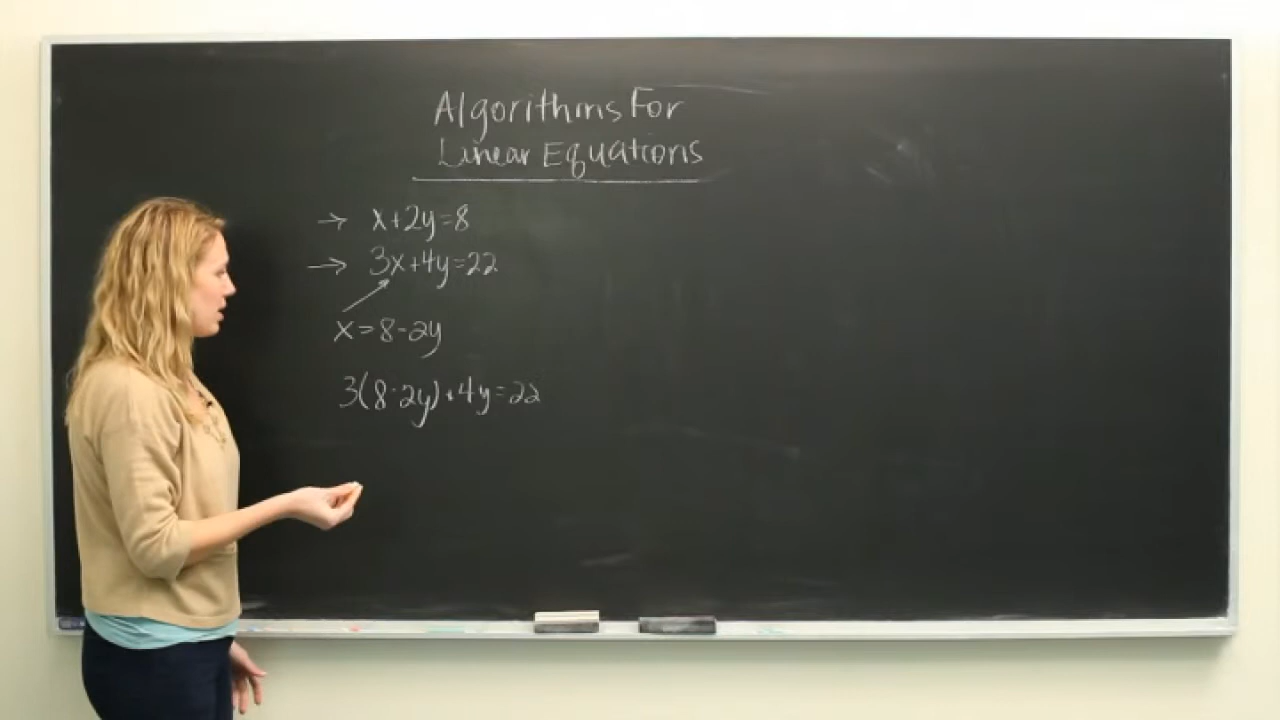 Algorithms For
Linear Equations
→ x+2y=8
→ 3x+4y=22
x=8-2y
3(8-2y)+4y=22